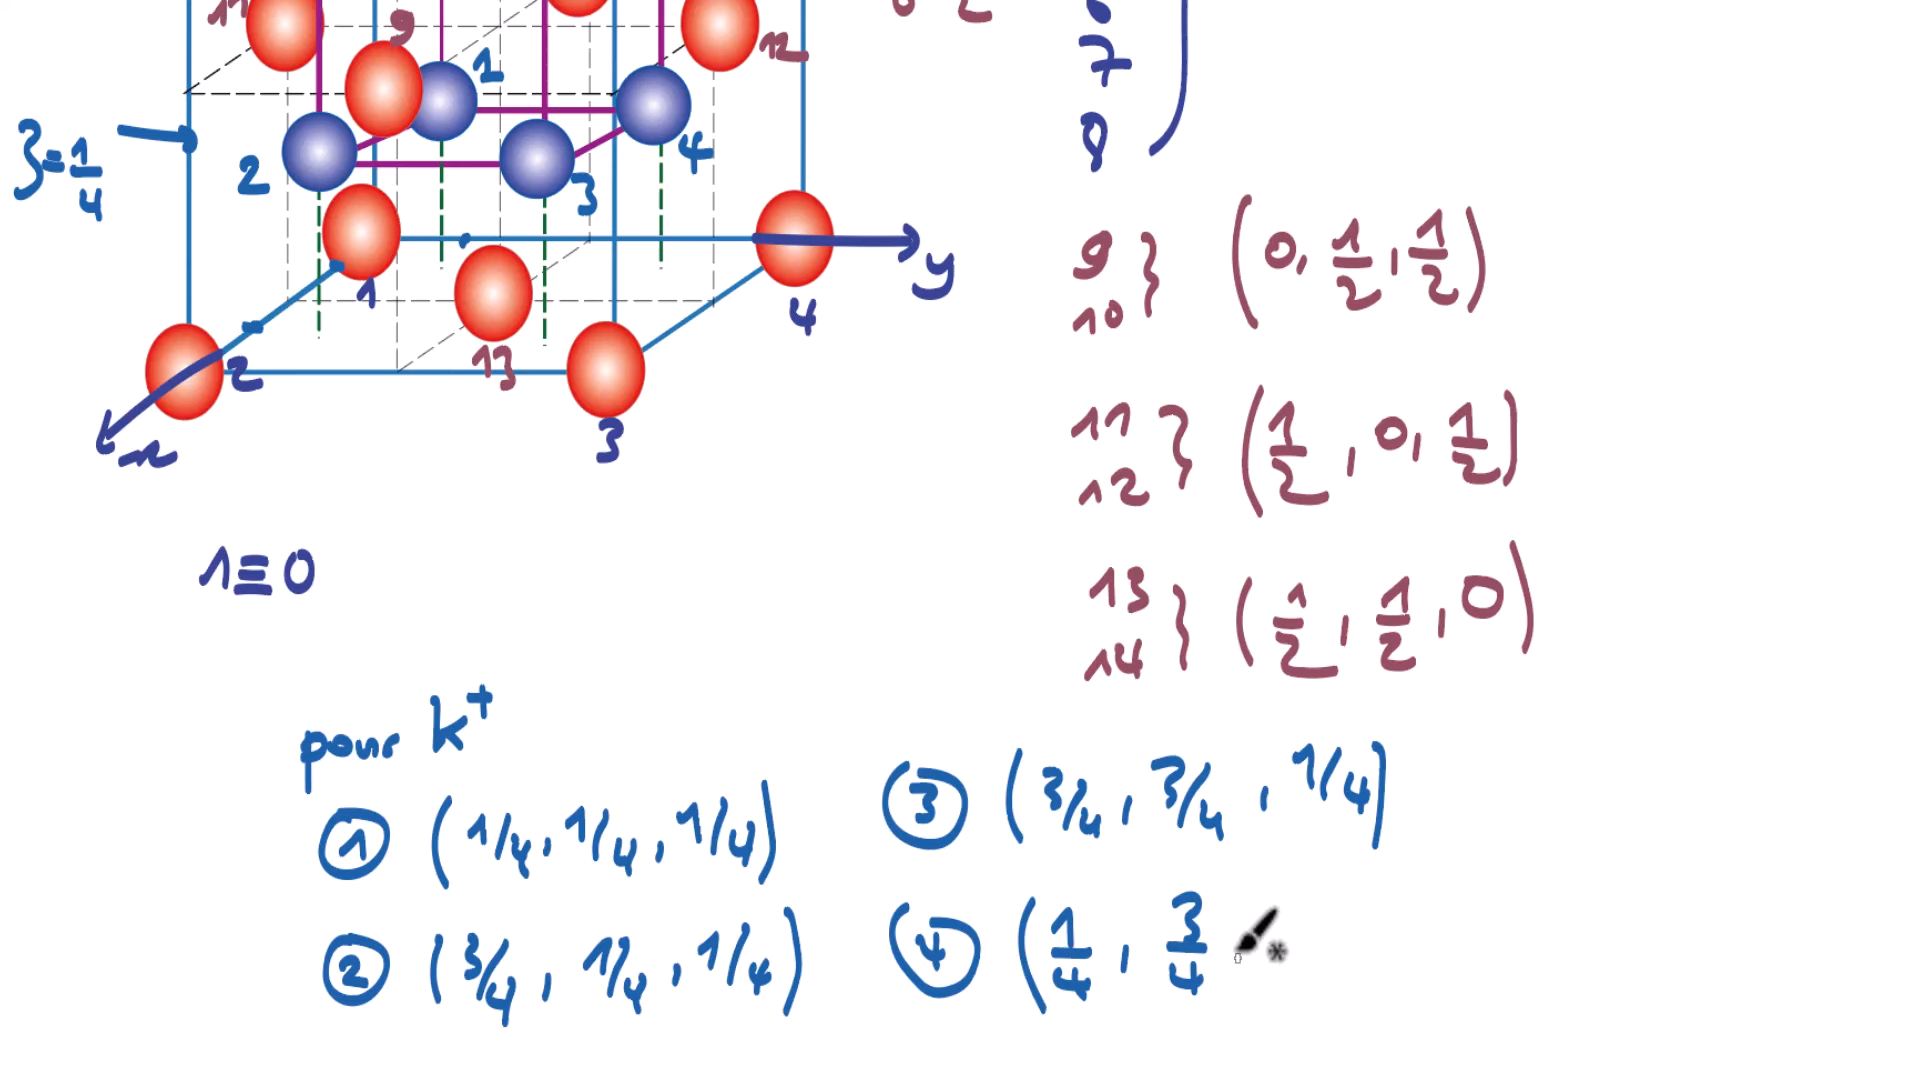 9
1
12
7
8
ʒ=1/4
2
3
4
1
y
9
10 } (0, 1/2, 1/2)
4
2
13
3
x
11
12 } (1/2, 0, 1/2)
1≡0
13
14 } (1/2, 1/2, 0)
pour k⁺
① (1/4, 1/4, 1/4)
② (3/4, 1/4, 1/4)
③ (3/4, 3/4, 1/4)
④ (1/4, 3/4